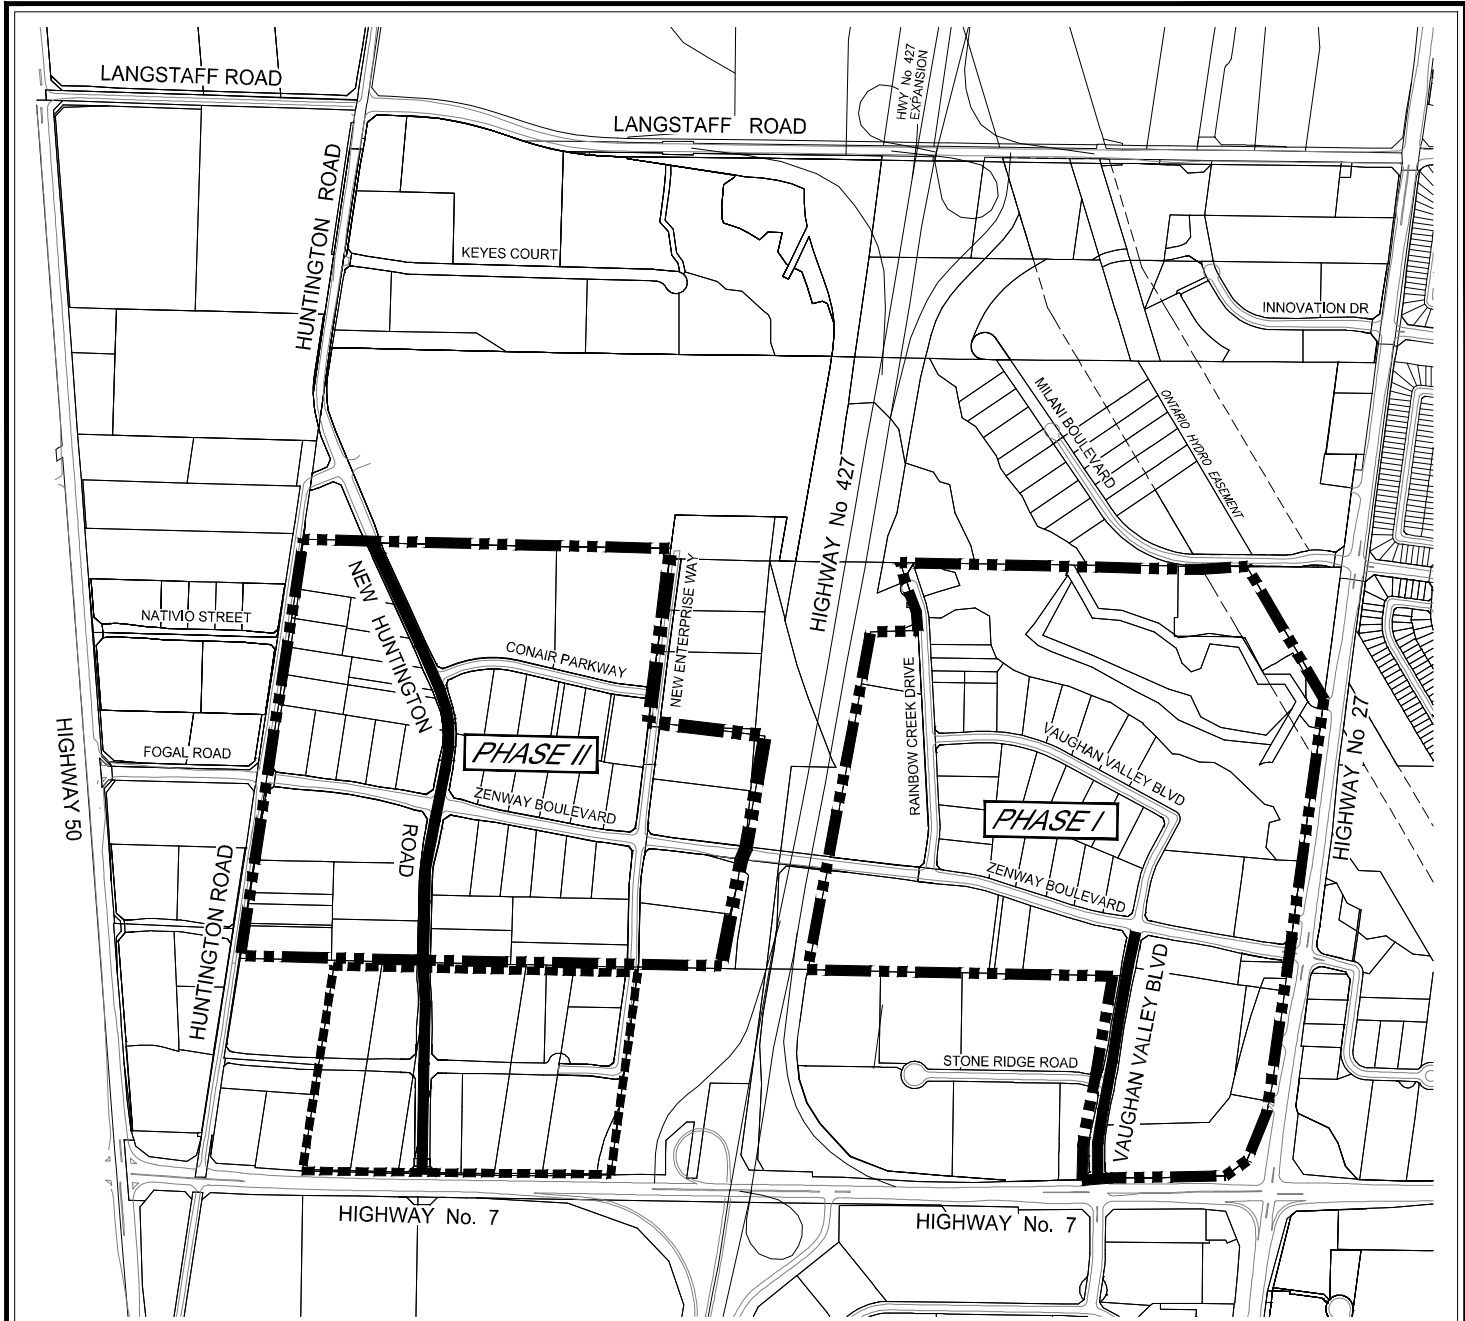 LANGSTAFF ROAD
HWY No 427
EXPANSION
LANGSTAFF ROAD
HUNTINGTON ROAD
KEYES COURT
INNOVATION DR
MILANI BOULEVARD
ONTARIO HYDRO EASEMENT
HIGHWAY No 427
NEW HUNTINGTON
NEW ENTERPRISE WAY
NATIVIO STREET
CONAIR PARKWAY
RAINBOW CREEK DRIVE
HIGHWAY 50
FOGAL ROAD
PHASE II
VAUGHAN VALLEY BLVD
HIGHWAY No 27
ZENWAY BOULEVARD
PHASE I
ROAD
ZENWAY BOULEVARD
HUNTINGTON ROAD
VAUGHAN VALLEY BLVD
STONE RIDGE ROAD
HIGHWAY No. 7
HIGHWAY No. 7